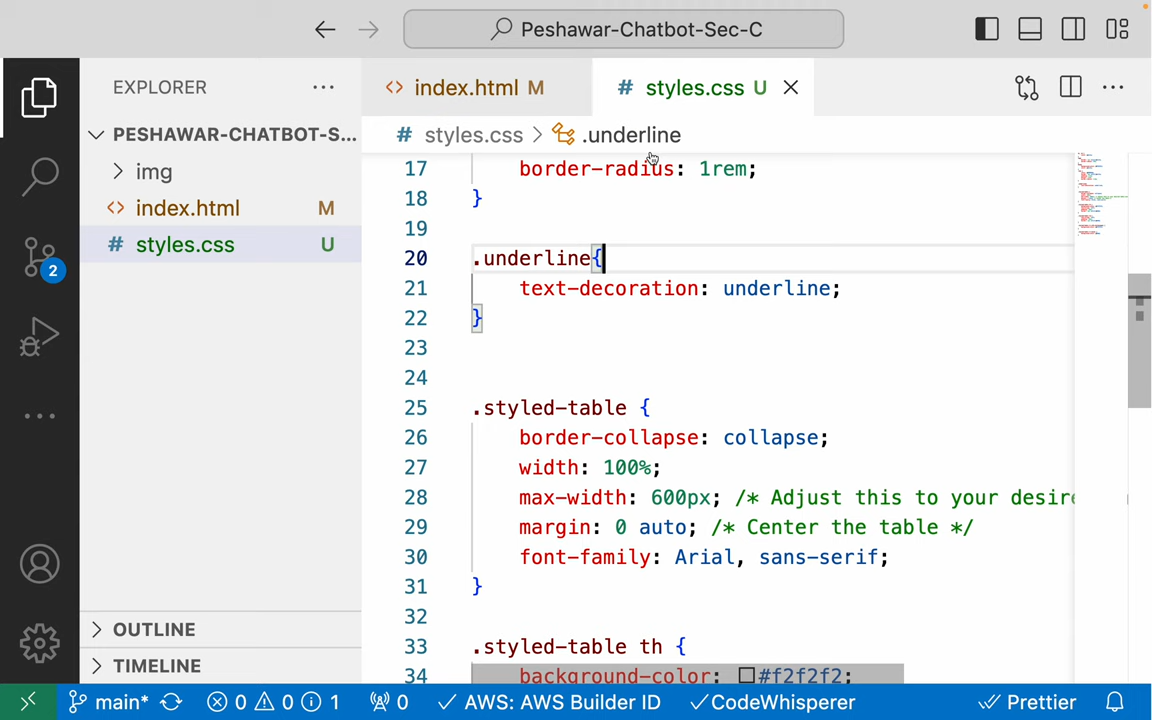 Peshawar-Chatbot-Sec-C
EXPLORER
index.html M
styles.css U
PESHAWAR-CHATBOT-S...
styles.css > .underline
img
index.html M
styles.css U
2
17 border-radius: 1rem;
18 }
19
20 .underline{
21 text-decoration: underline;
22 }
23
24
25 .styled-table {
26 border-collapse: collapse;
27 width: 100%;
28 max-width: 600px; /* Adjust this to your desire
29 margin: 0 auto; /* Center the table */
30 font-family: Arial, sans-serif;
31 }
32
33 .styled-table th {
34 background-color: #f2f2f2;
OUTLINE
TIMELINE
main* 0 0 1 0 AWS: AWS Builder ID CodeWhisperer Prettier